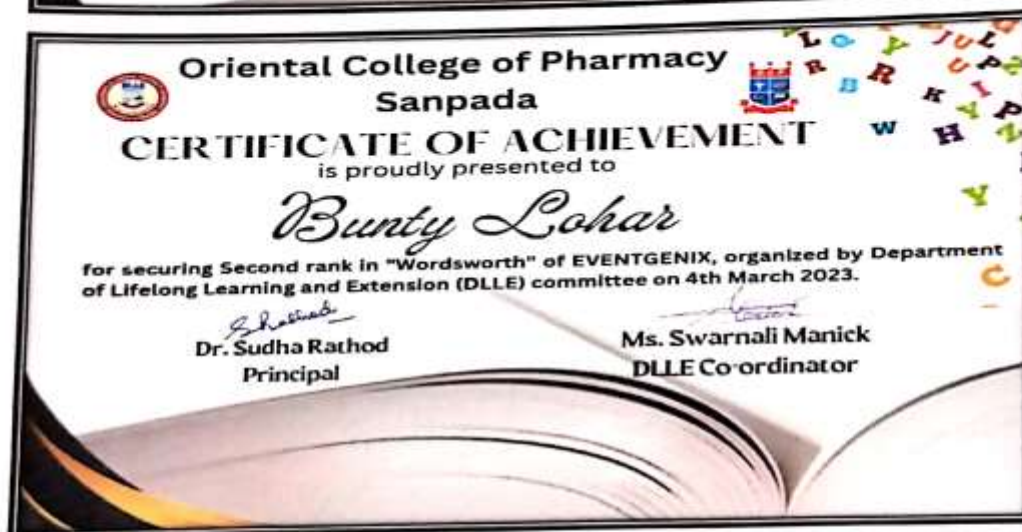 Oriental College of Pharmacy
Sanpada
CERTIFICATE OF ACHIEVEMENT
is proudly presented to
Bunty Lohar
for securing Second rank in "Wordsworth" of EVENTGENIX, organized by Department
of Lifelong Learning and Extension (DLLE) committee on 4th March 2023.
Dr. Sudha Rathod
Principal
Ms. Swarnali Manick
DLLE Co-ordinator